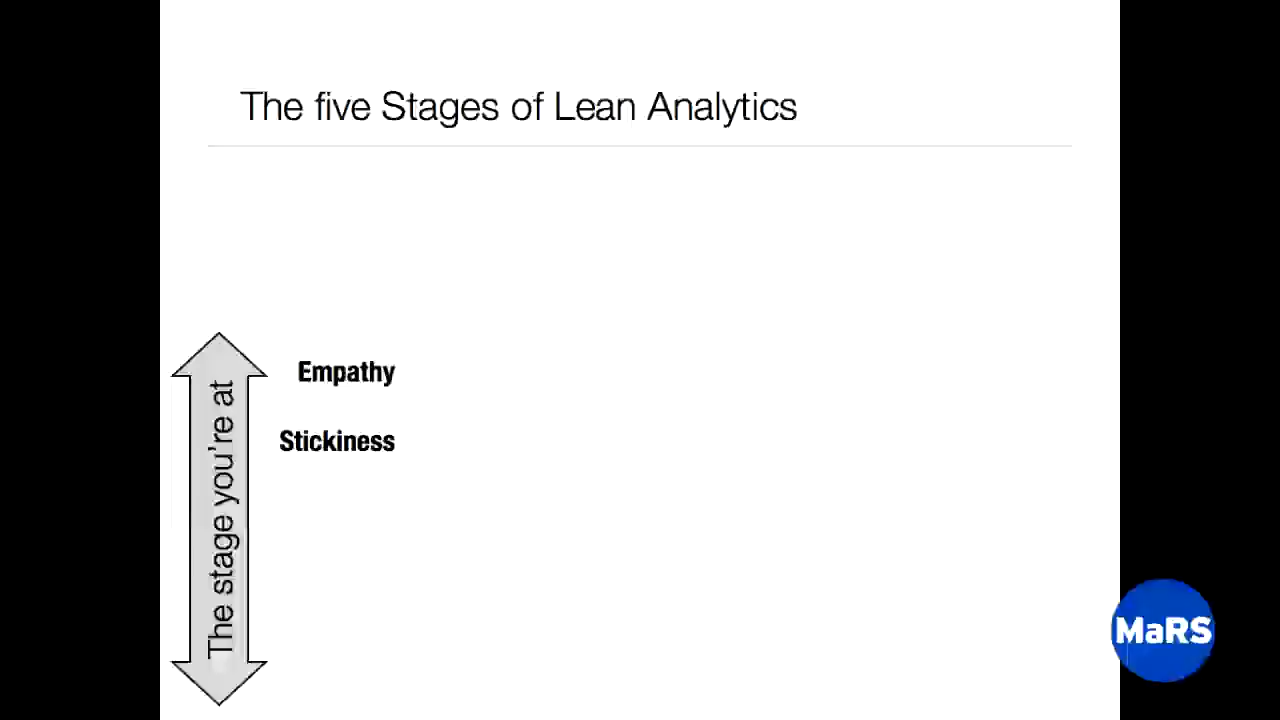 The five Stages of Lean Analytics
The stage you're at
Empathy
Stickiness
MaRS